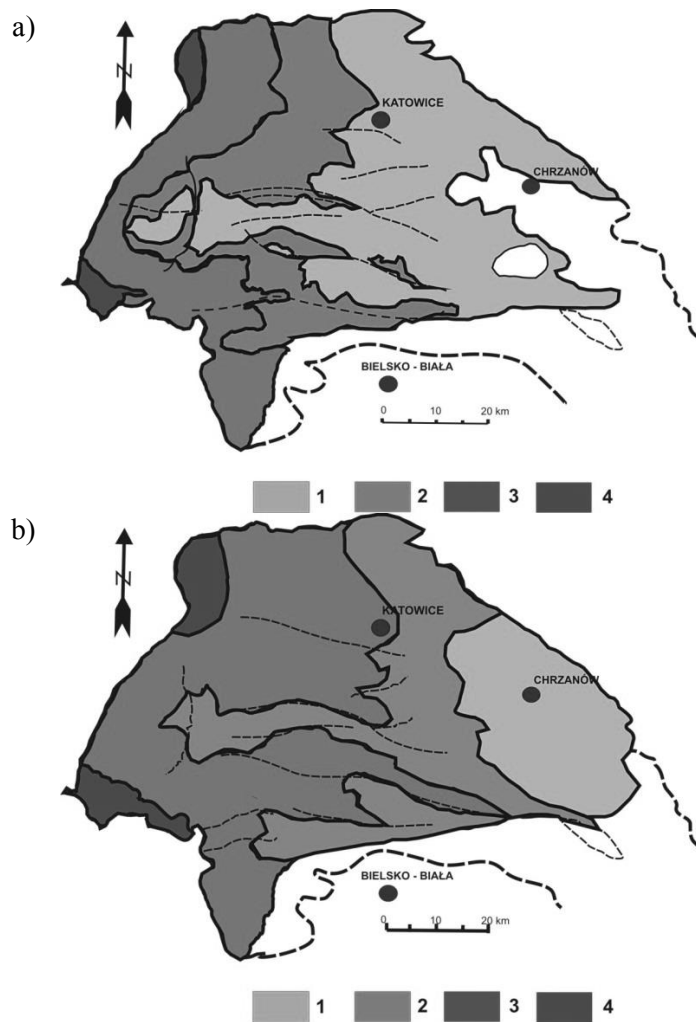 a)
N
KATOWICE
CHRZANÓW
BIELSKO - BIAŁA
0 10 20 km
1 2 3 4
b)
N
KATOWICE
CHRZANÓW
BIELSKO - BIAŁA
0 10 20 km
1 2 3 4